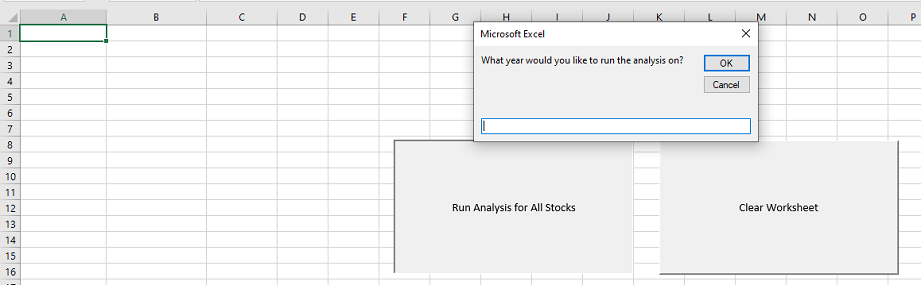 A B C D E F G H I J K L M N O P
1
Microsoft Excel
2
3
What year would you like to run the analysis on?
OK
4
5
Cancel
6
7
8
9
10
11
12
Run Analysis for All Stocks
Clear Worksheet
13
14
15
16